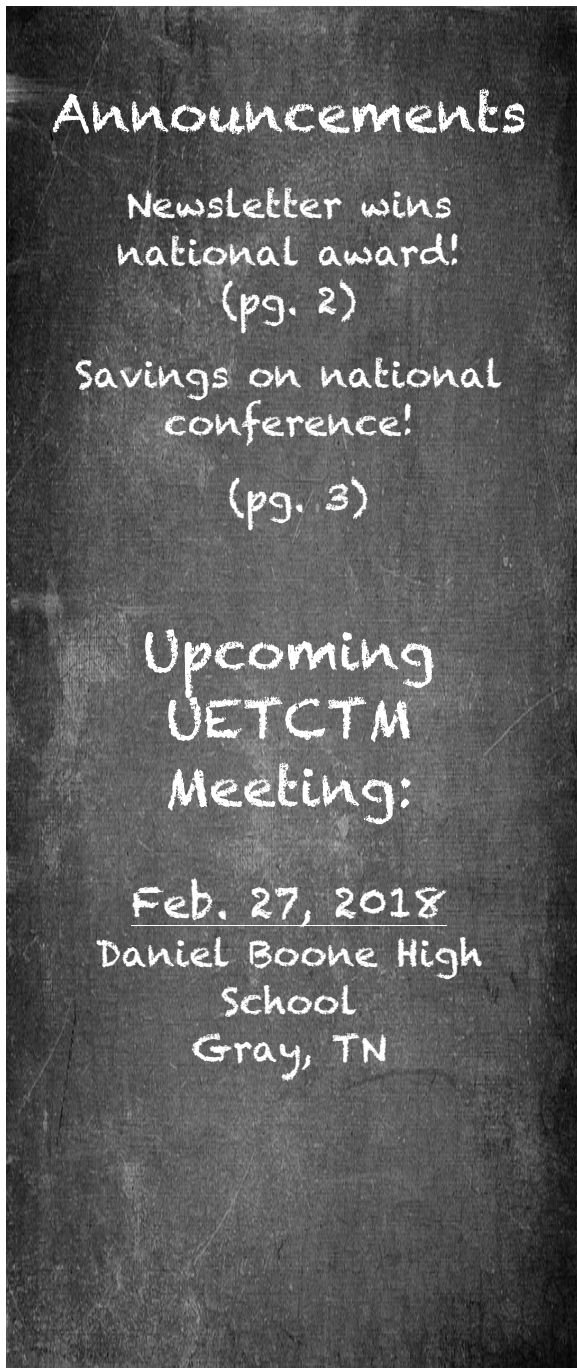 Announcements
Newsletter wins
national award!
(pg. 2)
Savings on national
conference!
(pg. 3)
Upcoming
UETCTM
Meeting:
Feb. 27, 2018
Daniel Boone High
School
Gray, TN